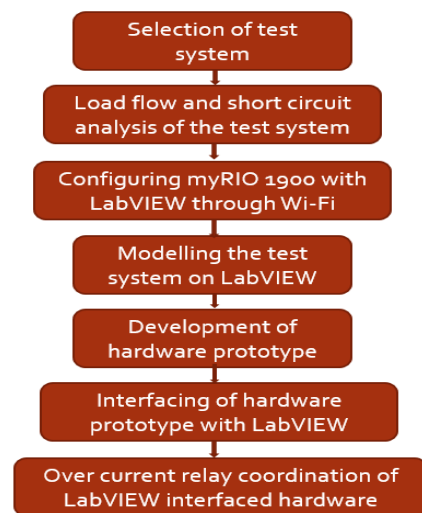 Selection of test
system
Load flow and short circuit
analysis of the test system
Configuring myRIO 1900 with
LabVIEW through Wi-Fi
Modelling the test
system on LabVIEW
Development of
hardware prototype
Interfacing of hardware
prototype with LabVIEW
Over current relay coordination of
LabVIEW interfaced hardware